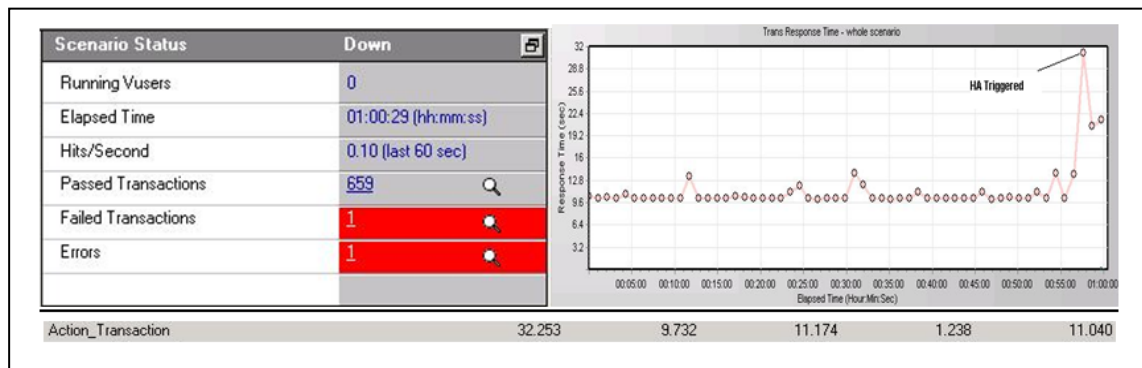 Scenario Status Down
Running Vusers 0
Elapsed Time 01:00:29 (hh:mm:ss)
Hits/Second 0.10 (last 60 sec)
Passed Transactions 659
Failed Transactions 1
Errors 1
Trans Response Time - whole scenario
HA Triggered
Response Time (sec)
32
28.8
25.6
22.4
19.2
16
12.8
9.6
6.4
3.2
00:05:00 00:10:00 00:15:00 00:20:00 00:25:00 00:30:00 00:35:00 00:40:00 00:45:00 00:50:00 00:55:00 01:00:00
Elapsed Time (Hour:Min:Sec)
Action_Transaction 32.253 9.732 11.174 1.238 11.040